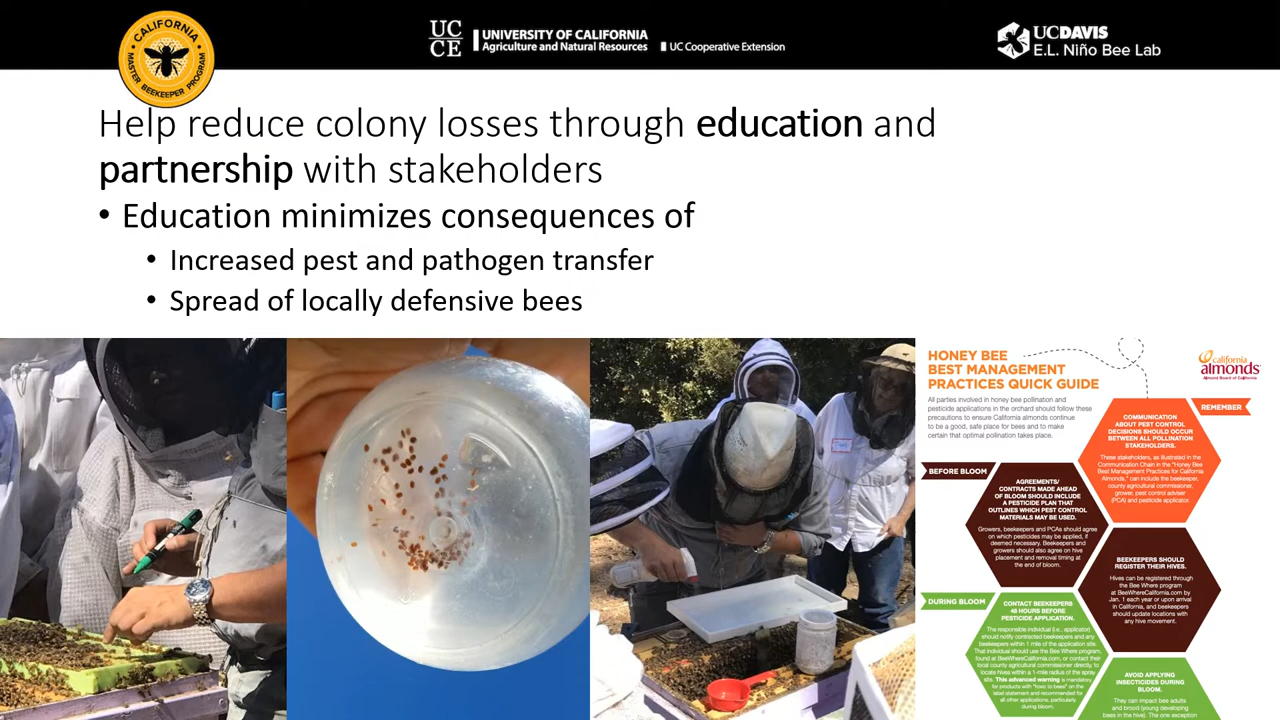 CALIFORNIA
MASTER BEEKEEPER PROGRAM
UC
CE
UNIVERSITY OF CALIFORNIA
Agriculture and Natural Resources
UC Cooperative Extension
UCDAVIS
E.L. Niño Bee Lab
Help reduce colony losses through education and
partnership with stakeholders
• Education minimizes consequences of
• Increased pest and pathogen transfer
• Spread of locally defensive bees
HONEY BEE
BEST MANAGEMENT
PRACTICES QUICK GUIDE
All parties involved in honey bee pollination and
pesticide applications in the orchard should follow these
precautions to ensure California almonds continue
to be a good, safe place for bees and to make
certain that optimal pollination takes place.
california
almonds
Almond Board of California
REMEMBER
COMMUNICATION
ABOUT PEST CONTROL
DECISIONS SHOULD OCCUR
BETWEEN ALL POLLINATION
STAKEHOLDERS.
These stakeholders, as illustrated in the
Communication Chain in the "Honey Bee
Best Management Practices for California
Almonds," can include the beekeeper,
county agricultural commissioner,
grower, pest control adviser
(PCA) and pesticide applicator.
BEFORE BLOOM
AGREEMENTS/
CONTRACTS MADE AHEAD
OF BLOOM SHOULD INCLUDE
A PESTICIDE PLAN THAT
OUTLINES WHICH PEST CONTROL
MATERIALS MAY BE USED.
Growers, beekeepers and PCAs should agree
on which pesticides may be applied, if
deemed necessary. Beekeepers and
growers should also agree on hive
placement and removal timing at
the end of bloom.
BEEKEEPERS SHOULD
REGISTER THEIR HIVES.
Hives can be registered through
the Bee Where program
at BeeWhereCalifornia.com by
Jan. 1 each year or upon arrival
in California, and beekeepers
should update locations with
any hive movement.
DURING BLOOM
CONTACT BEEKEEPERS
48 HOURS BEFORE
PESTICIDE APPLICATION.
The responsible individual (i.e., applicator)
should notify contracted beekeepers and any
beekeepers within 1 mile of the application site.
That individual should use the Bee Where program,
found at BeeWhereCalifornia.com, or contact their
local county agricultural commissioner directly, to
locate hives within a 1-mile radius of the spray
site. This advanced warning is mandatory
for products with "toxic to bees" on the
label statement and recommended for
all other applications, particularly
during bloom.
AVOID APPLYING
INSECTICIDES DURING
BLOOM.
They can impact bee adults
and brood (young developing
bees in the hive). The one exception